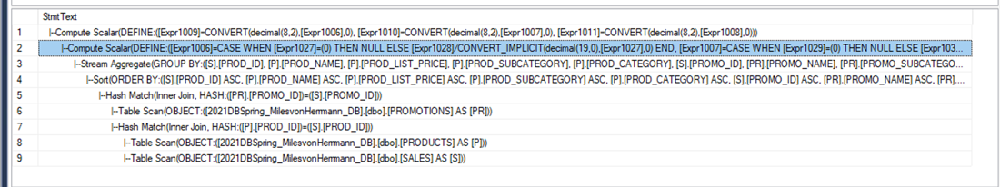 StmtText
1 |--Compute Scalar(DEFINE:([Expr1009]=CONVERT(decimal(8,2),[Expr1006],0), [Expr1010]=CONVERT(decimal(8,2),[Expr1007],0), [Expr1011]=CONVERT(decimal(8,2),[Expr1008],0)))
2 |--Compute Scalar(DEFINE:([Expr1006]=CASE WHEN [Expr1027]=(0) THEN NULL ELSE [Expr1028]/CONVERT_IMPLICIT(decimal(19,0),[Expr1027],0) END, [Expr1007]=CASE WHEN [Expr1029]=(0) THEN NULL ELSE [Expr103...
3 |--Stream Aggregate(GROUP BY:([S].[PROD_ID], [P].[PROD_NAME], [P].[PROD_LIST_PRICE], [P].[PROD_SUBCATEGORY], [P].[PROD_CATEGORY], [S].[PROMO_ID], [PR].[PROMO_NAME], [PR].[PROMO_SUBCATEGO...
4 |--Sort(ORDER BY:([S].[PROD_ID] ASC, [P].[PROD_NAME] ASC, [P].[PROD_LIST_PRICE] ASC, [P].[PROD_SUBCATEGORY] ASC, [P].[PROD_CATEGORY] ASC, [S].[PROMO_ID] ASC, [PR].[PROMO_NAME] ASC, [PR]....
5 |--Hash Match(Inner Join, HASH:([PR].[PROMO_ID])=([S].[PROMO_ID]))
6 |--Table Scan(OBJECT:([2021DBSpring_MilesvonHerrmann_DB].[dbo].[PROMOTIONS] AS [PR]))
7 |--Hash Match(Inner Join, HASH:([P].[PROD_ID])=([S].[PROD_ID]))
8 |--Table Scan(OBJECT:([2021DBSpring_MilesvonHerrmann_DB].[dbo].[PRODUCTS] AS [P]))
9 |--Table Scan(OBJECT:([2021DBSpring_MilesvonHerrmann_DB].[dbo].[SALES] AS [S]))